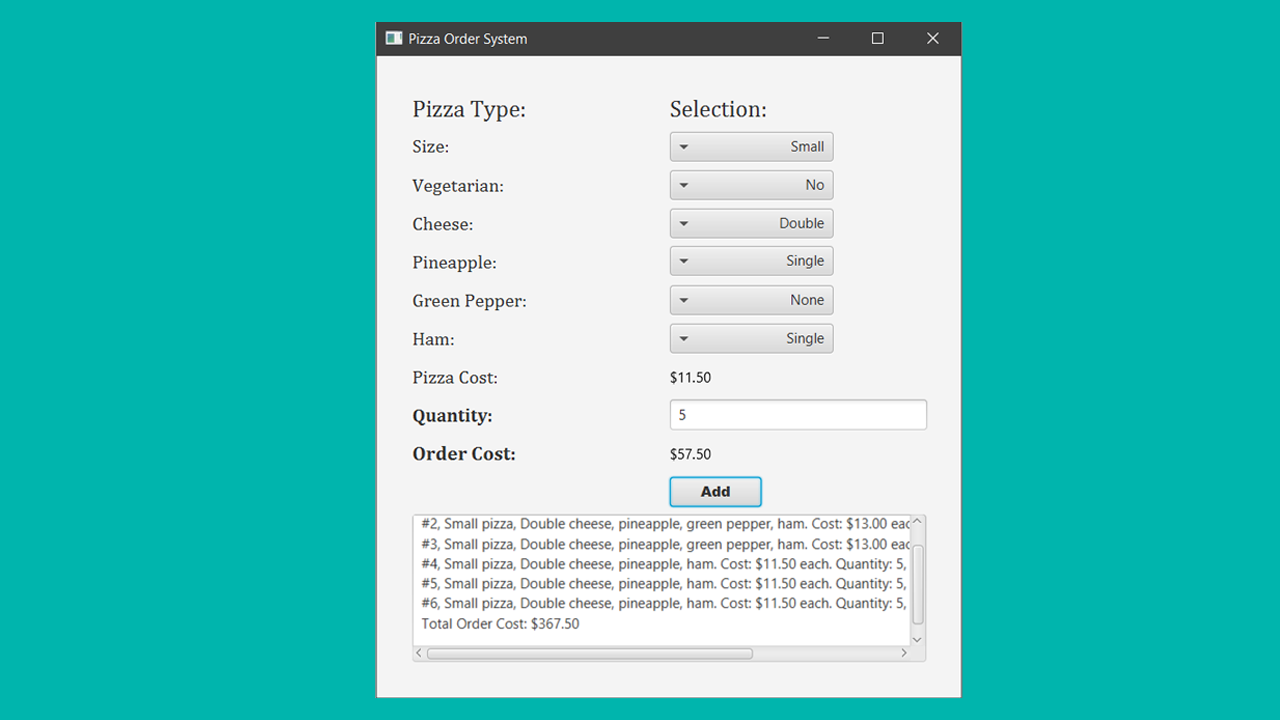 Pizza Order System
Pizza Type: Selection:
Size: Small
Vegetarian: No
Cheese: Double
Pineapple: Single
Green Pepper: None
Ham: Single
Pizza Cost: $11.50
Quantity: 5
Order Cost: $57.50
Add
#2, Small pizza, Double cheese, pineapple, green pepper, ham. Cost: $13.00 eac
#3, Small pizza, Double cheese, pineapple, green pepper, ham. Cost: $13.00 eac
#4, Small pizza, Double cheese, pineapple, ham. Cost: $11.50 each. Quantity: 5,
#5, Small pizza, Double cheese, pineapple, ham. Cost: $11.50 each. Quantity: 5,
#6, Small pizza, Double cheese, pineapple, ham. Cost: $11.50 each. Quantity: 5,
Total Order Cost: $367.50